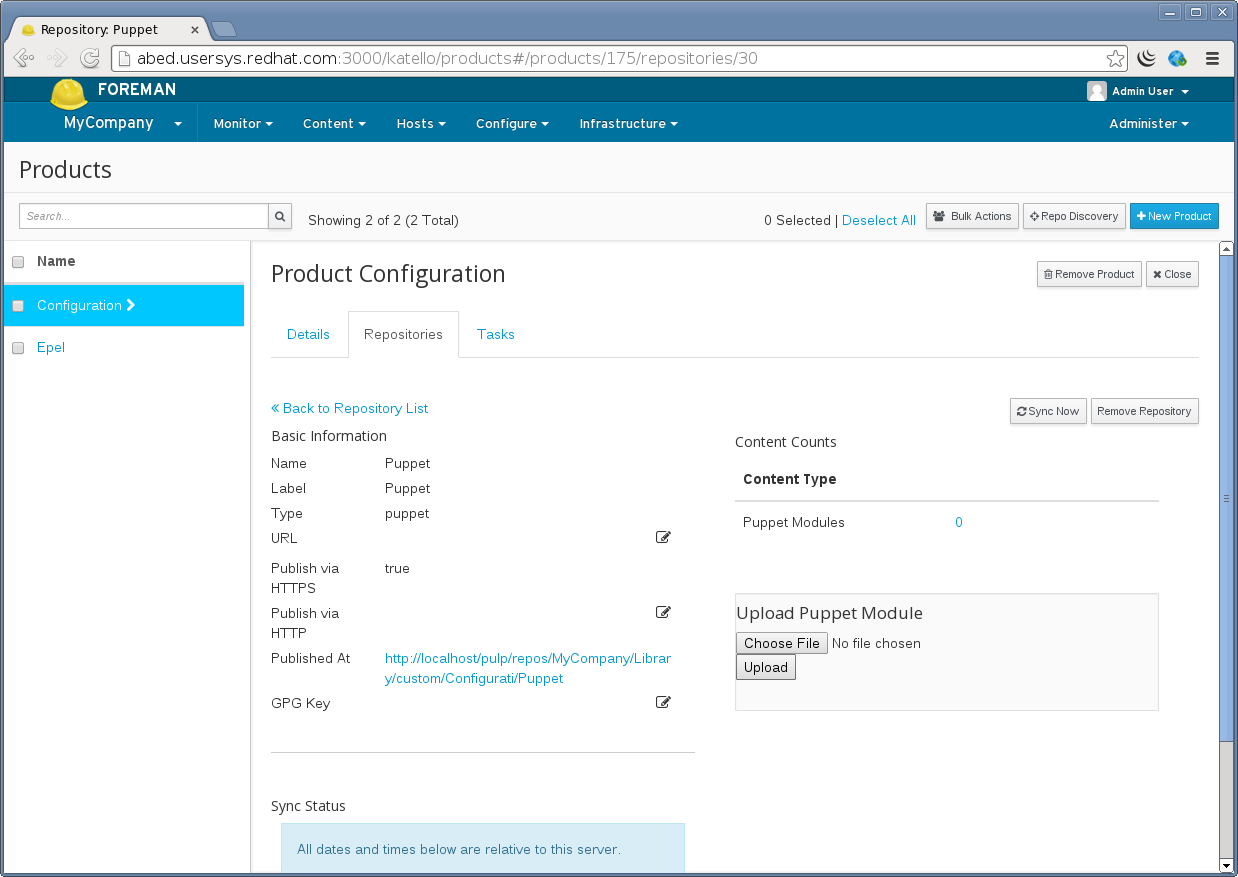 Repository: Puppet
abed.usersys.redhat.com:3000/katello/products#/products/175/repositories/30
FOREMAN
Admin User
MyCompany
Monitor
Content
Hosts
Configure
Infrastructure
Administer
Products
Search...
Showing 2 of 2 (2 Total)
0 Selected | Deselect All
Bulk Actions
Repo Discovery
New Product
Name
Configuration
Epel
Product Configuration
Remove Product
Close
Details
Repositories
Tasks
Back to Repository List
Sync Now
Remove Repository
Basic Information
Name Puppet
Label Puppet
Type puppet
URL
Publish via true
HTTPS
Publish via
HTTP
Published At http://localhost/pulp/repos/MyCompany/Librar
y/custom/Configurati/Puppet
GPG Key
Content Counts
Content Type
Puppet Modules 0
Upload Puppet Module
Choose File No file chosen
Upload
Sync Status
All dates and times below are relative to this server.